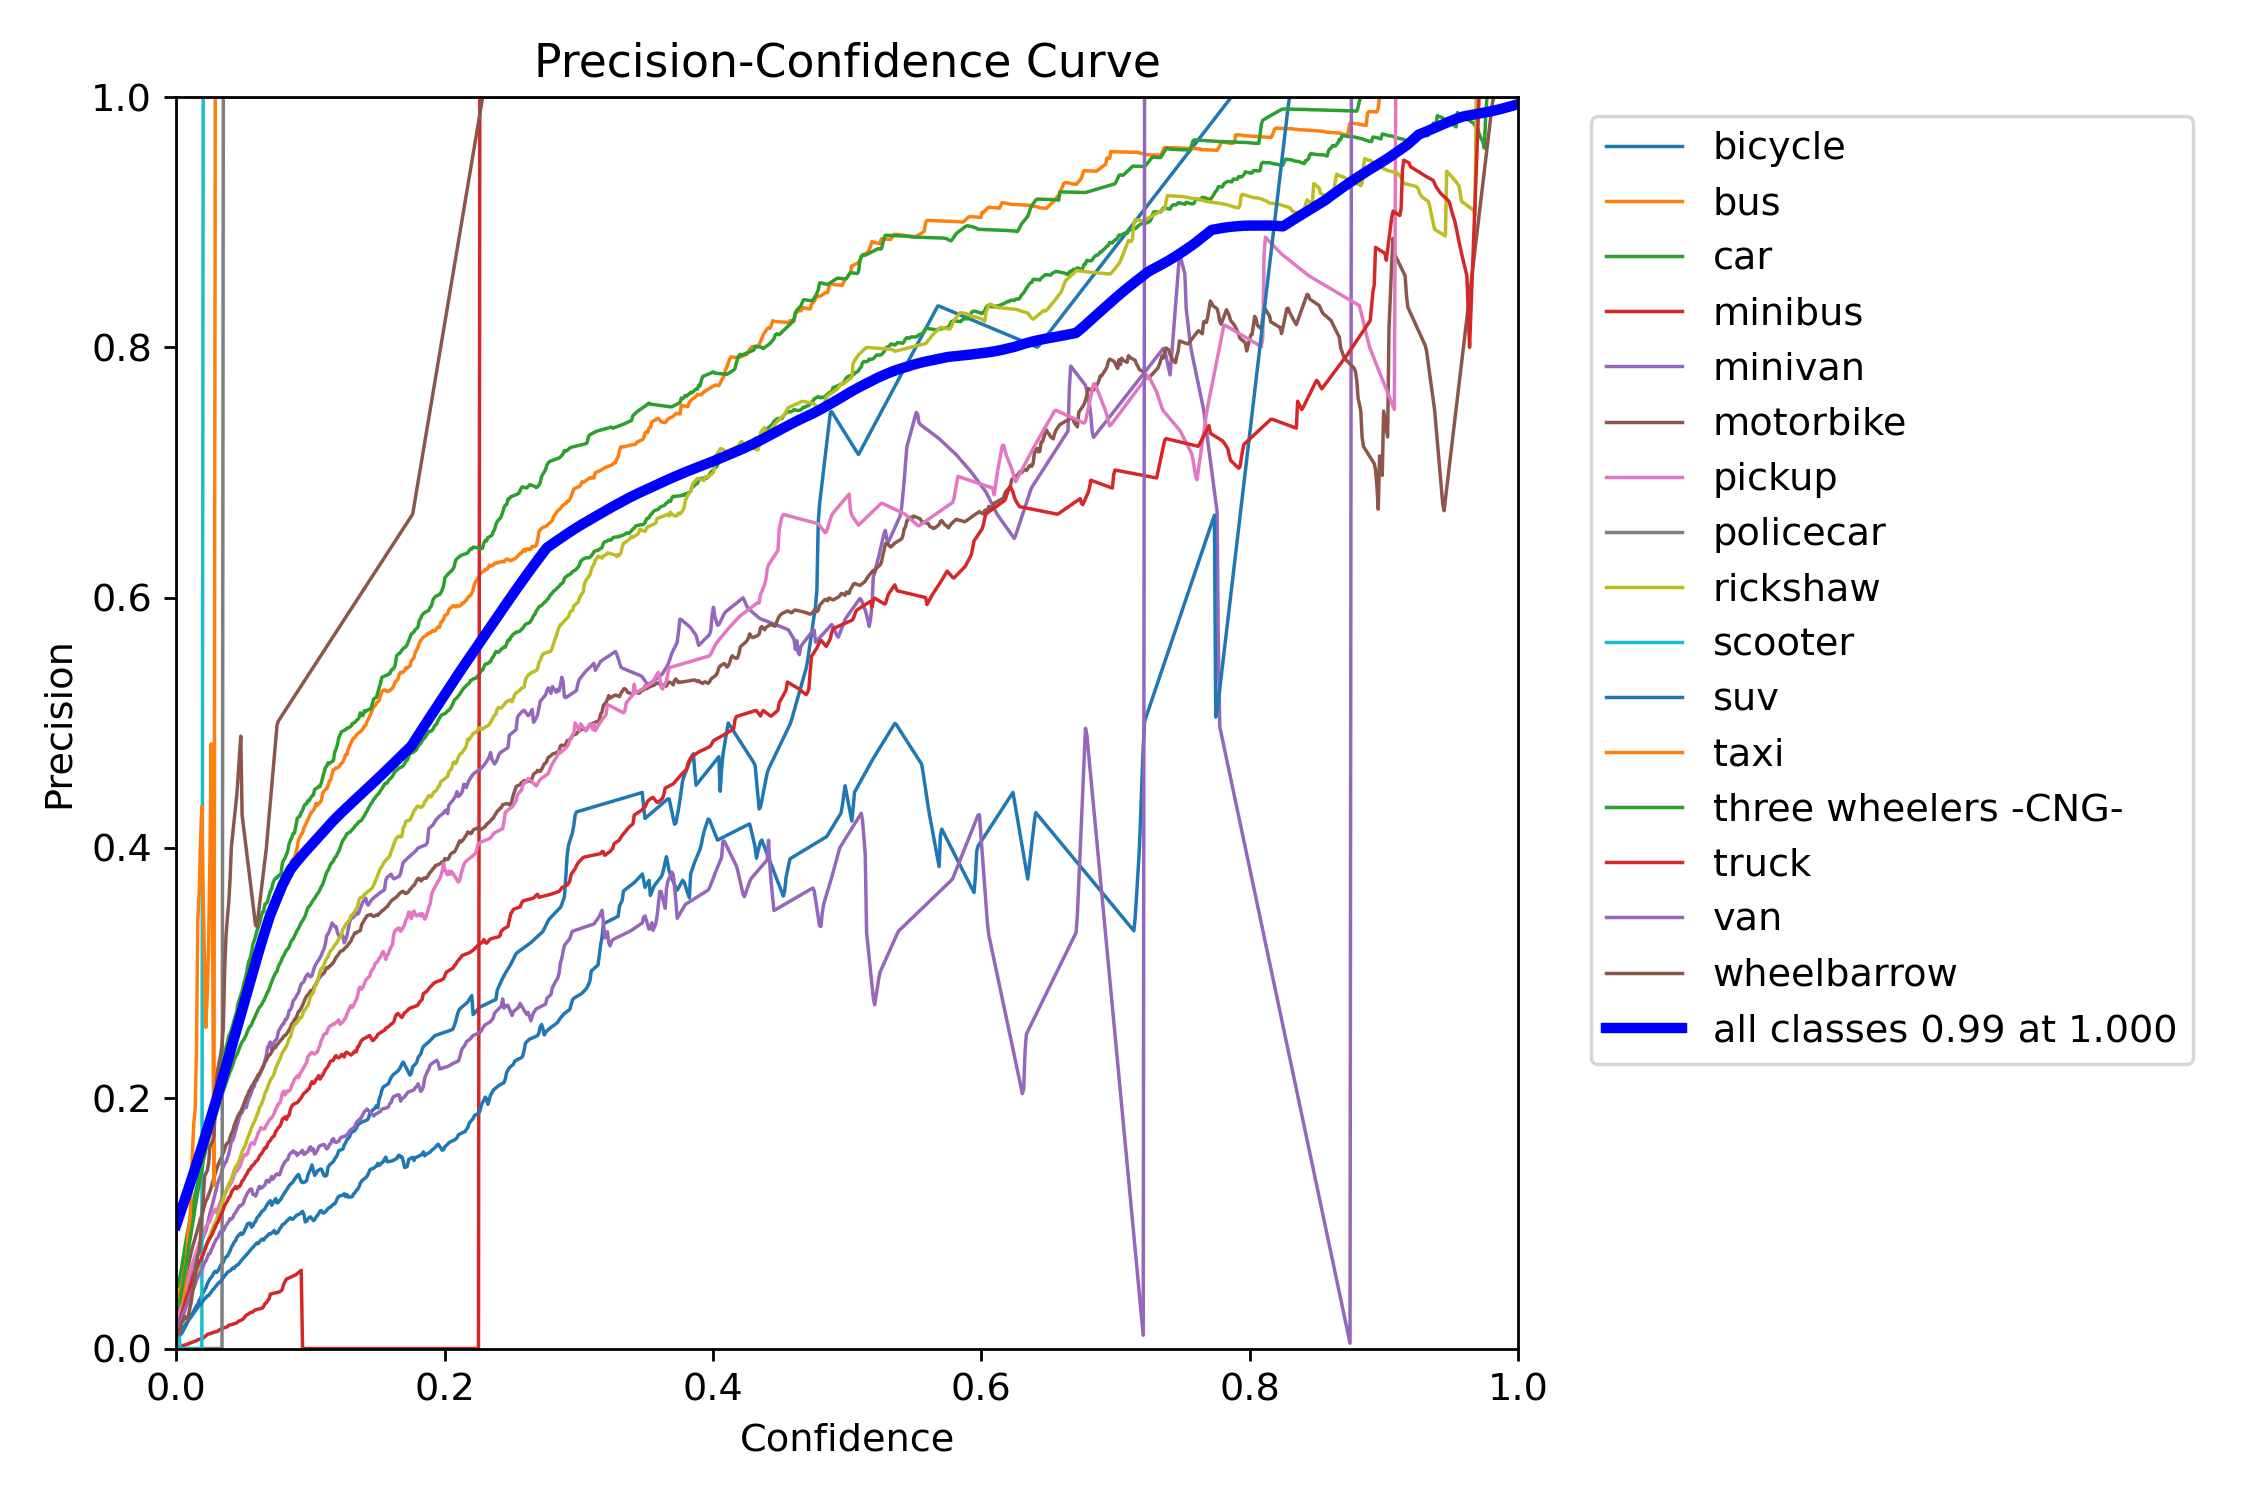 Precision-Confidence Curve
1.0
0.8
0.6
0.4
0.2
0.0
Precision
0.0 0.2 0.4 0.6 0.8 1.0
Confidence
bicycle
bus
car
minibus
minivan
motorbike
pickup
policecar
rickshaw
scooter
suv
taxi
three wheelers -CNG-
truck
van
wheelbarrow
all classes 0.99 at 1.000